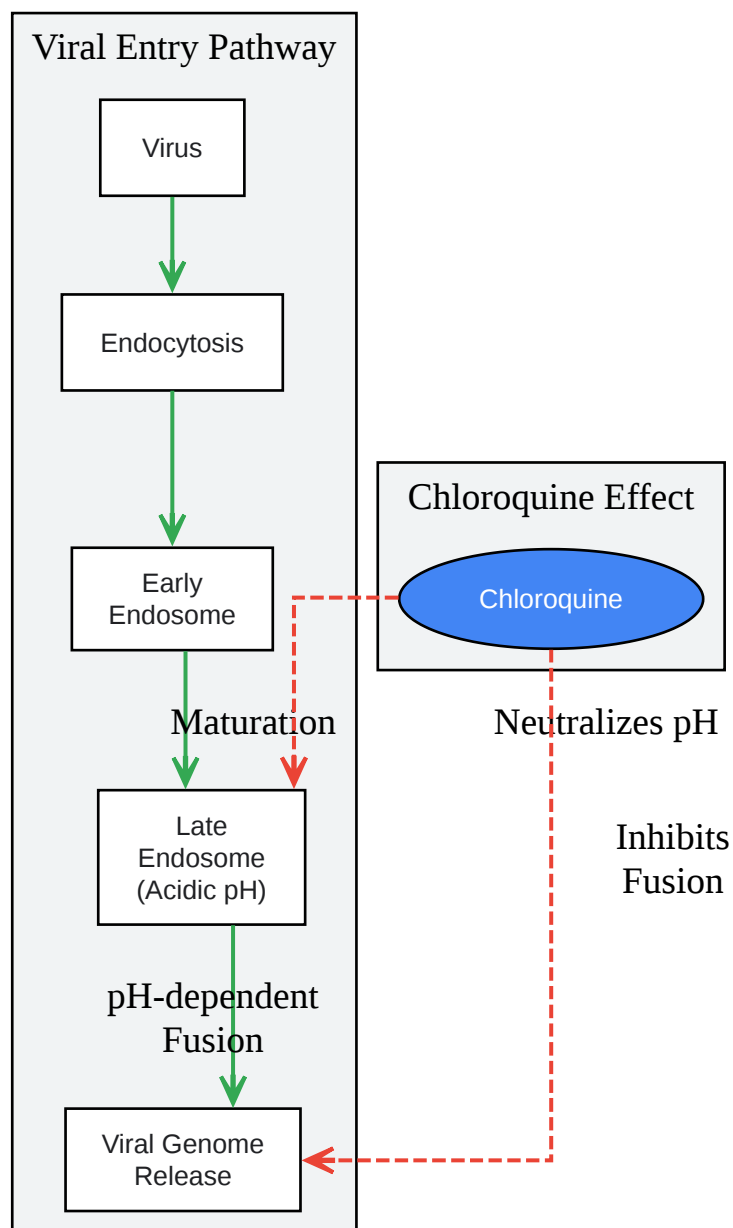 Viral Entry Pathway
Virus
Endocytosis
Early
Endosome
Maturation
Late
Endosome
(Acidic pH)
pH-dependent
Fusion
Viral Genome
Release
Chloroquine Effect
Chloroquine
Neutralizes pH
Inhibits
Fusion